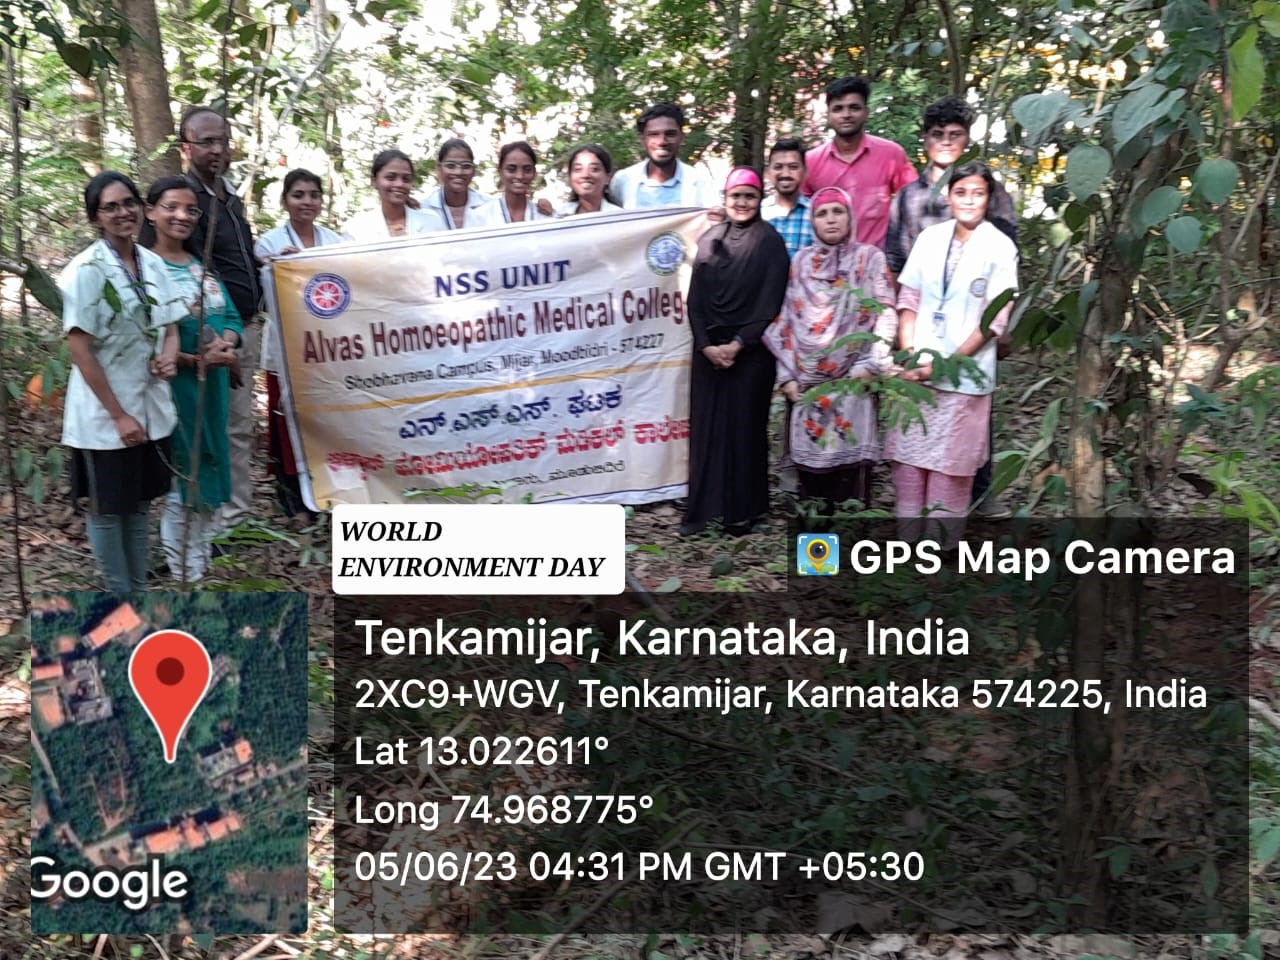 NSS UNIT
Alvas Homoeopathic Medical Colleg
Shobhavana Campus, Mijar, Moodbidri - 574227
ಎನ್.ಎಸ್.ಎಸ್. ಘಟಕ
ಹೋಮಿಯೋಪತಿಕ್ ಮೆಡಿಕಲ್ ಕಾಲೇಜು
ಮೂಡುಬಿದಿರೆ
WORLD
ENVIRONMENT DAY
GPS Map Camera
Tenkamijar, Karnataka, India
2XC9+WGV, Tenkamijar, Karnataka 574225, India
Lat 13.022611°
Long 74.968775°
05/06/23 04:31 PM GMT +05:30
Google